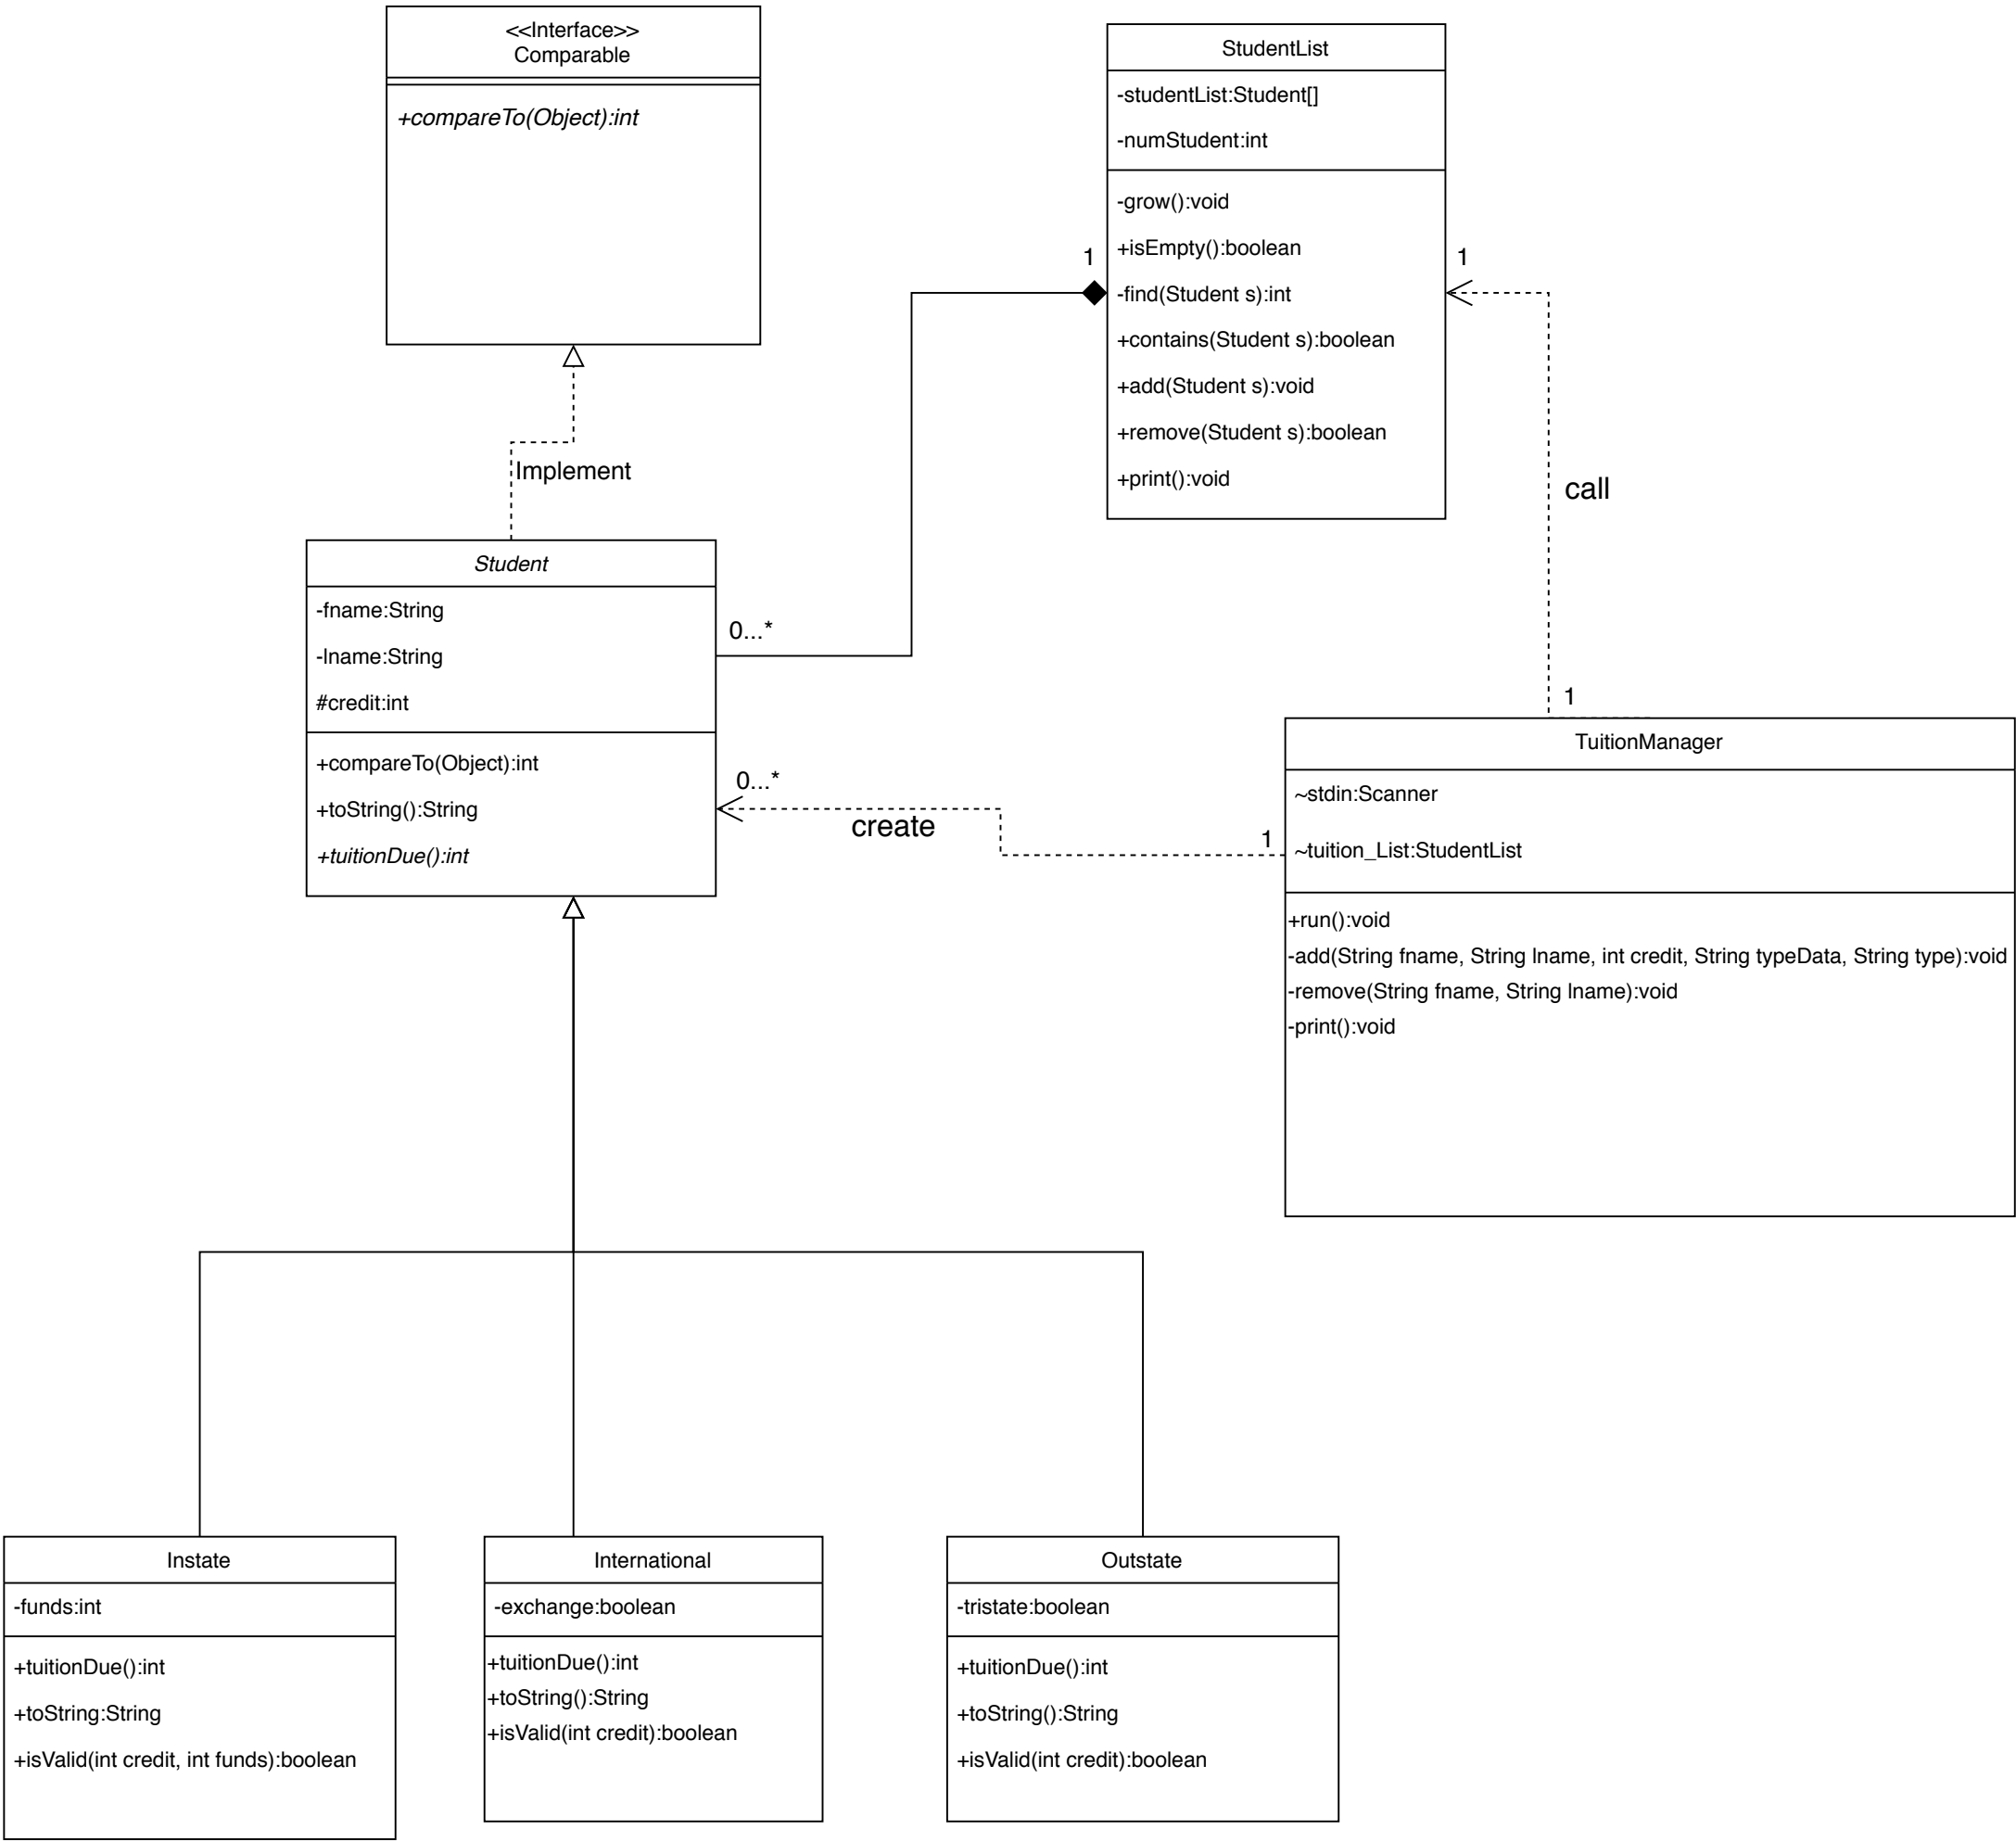 <<Interface>>
Comparable
+compareTo(Object):int
Implement
StudentList
-studentList:Student[]
-numStudent:int
-grow():void
+isEmpty():boolean
-find(Student s):int
+contains(Student s):boolean
+add(Student s):void
+remove(Student s):boolean
+print():void
1
1
call
1
Student
-fname:String
-lname:String
#credit:int
+compareTo(Object):int
+toString():String
+tuitionDue():int
0...*
0...*
create
1
TuitionManager
~stdin:Scanner
~tuition_List:StudentList
+run():void
-add(String fname, String lname, int credit, String typeData, String type):void
-remove(String fname, String lname):void
-print():void
Instate
-funds:int
+tuitionDue():int
+toString:String
+isValid(int credit, int funds):boolean
International
-exchange:boolean
+tuitionDue():int
+toString():String
+isValid(int credit):boolean
Outstate
-tristate:boolean
+tuitionDue():int
+toString():String
+isValid(int credit):boolean